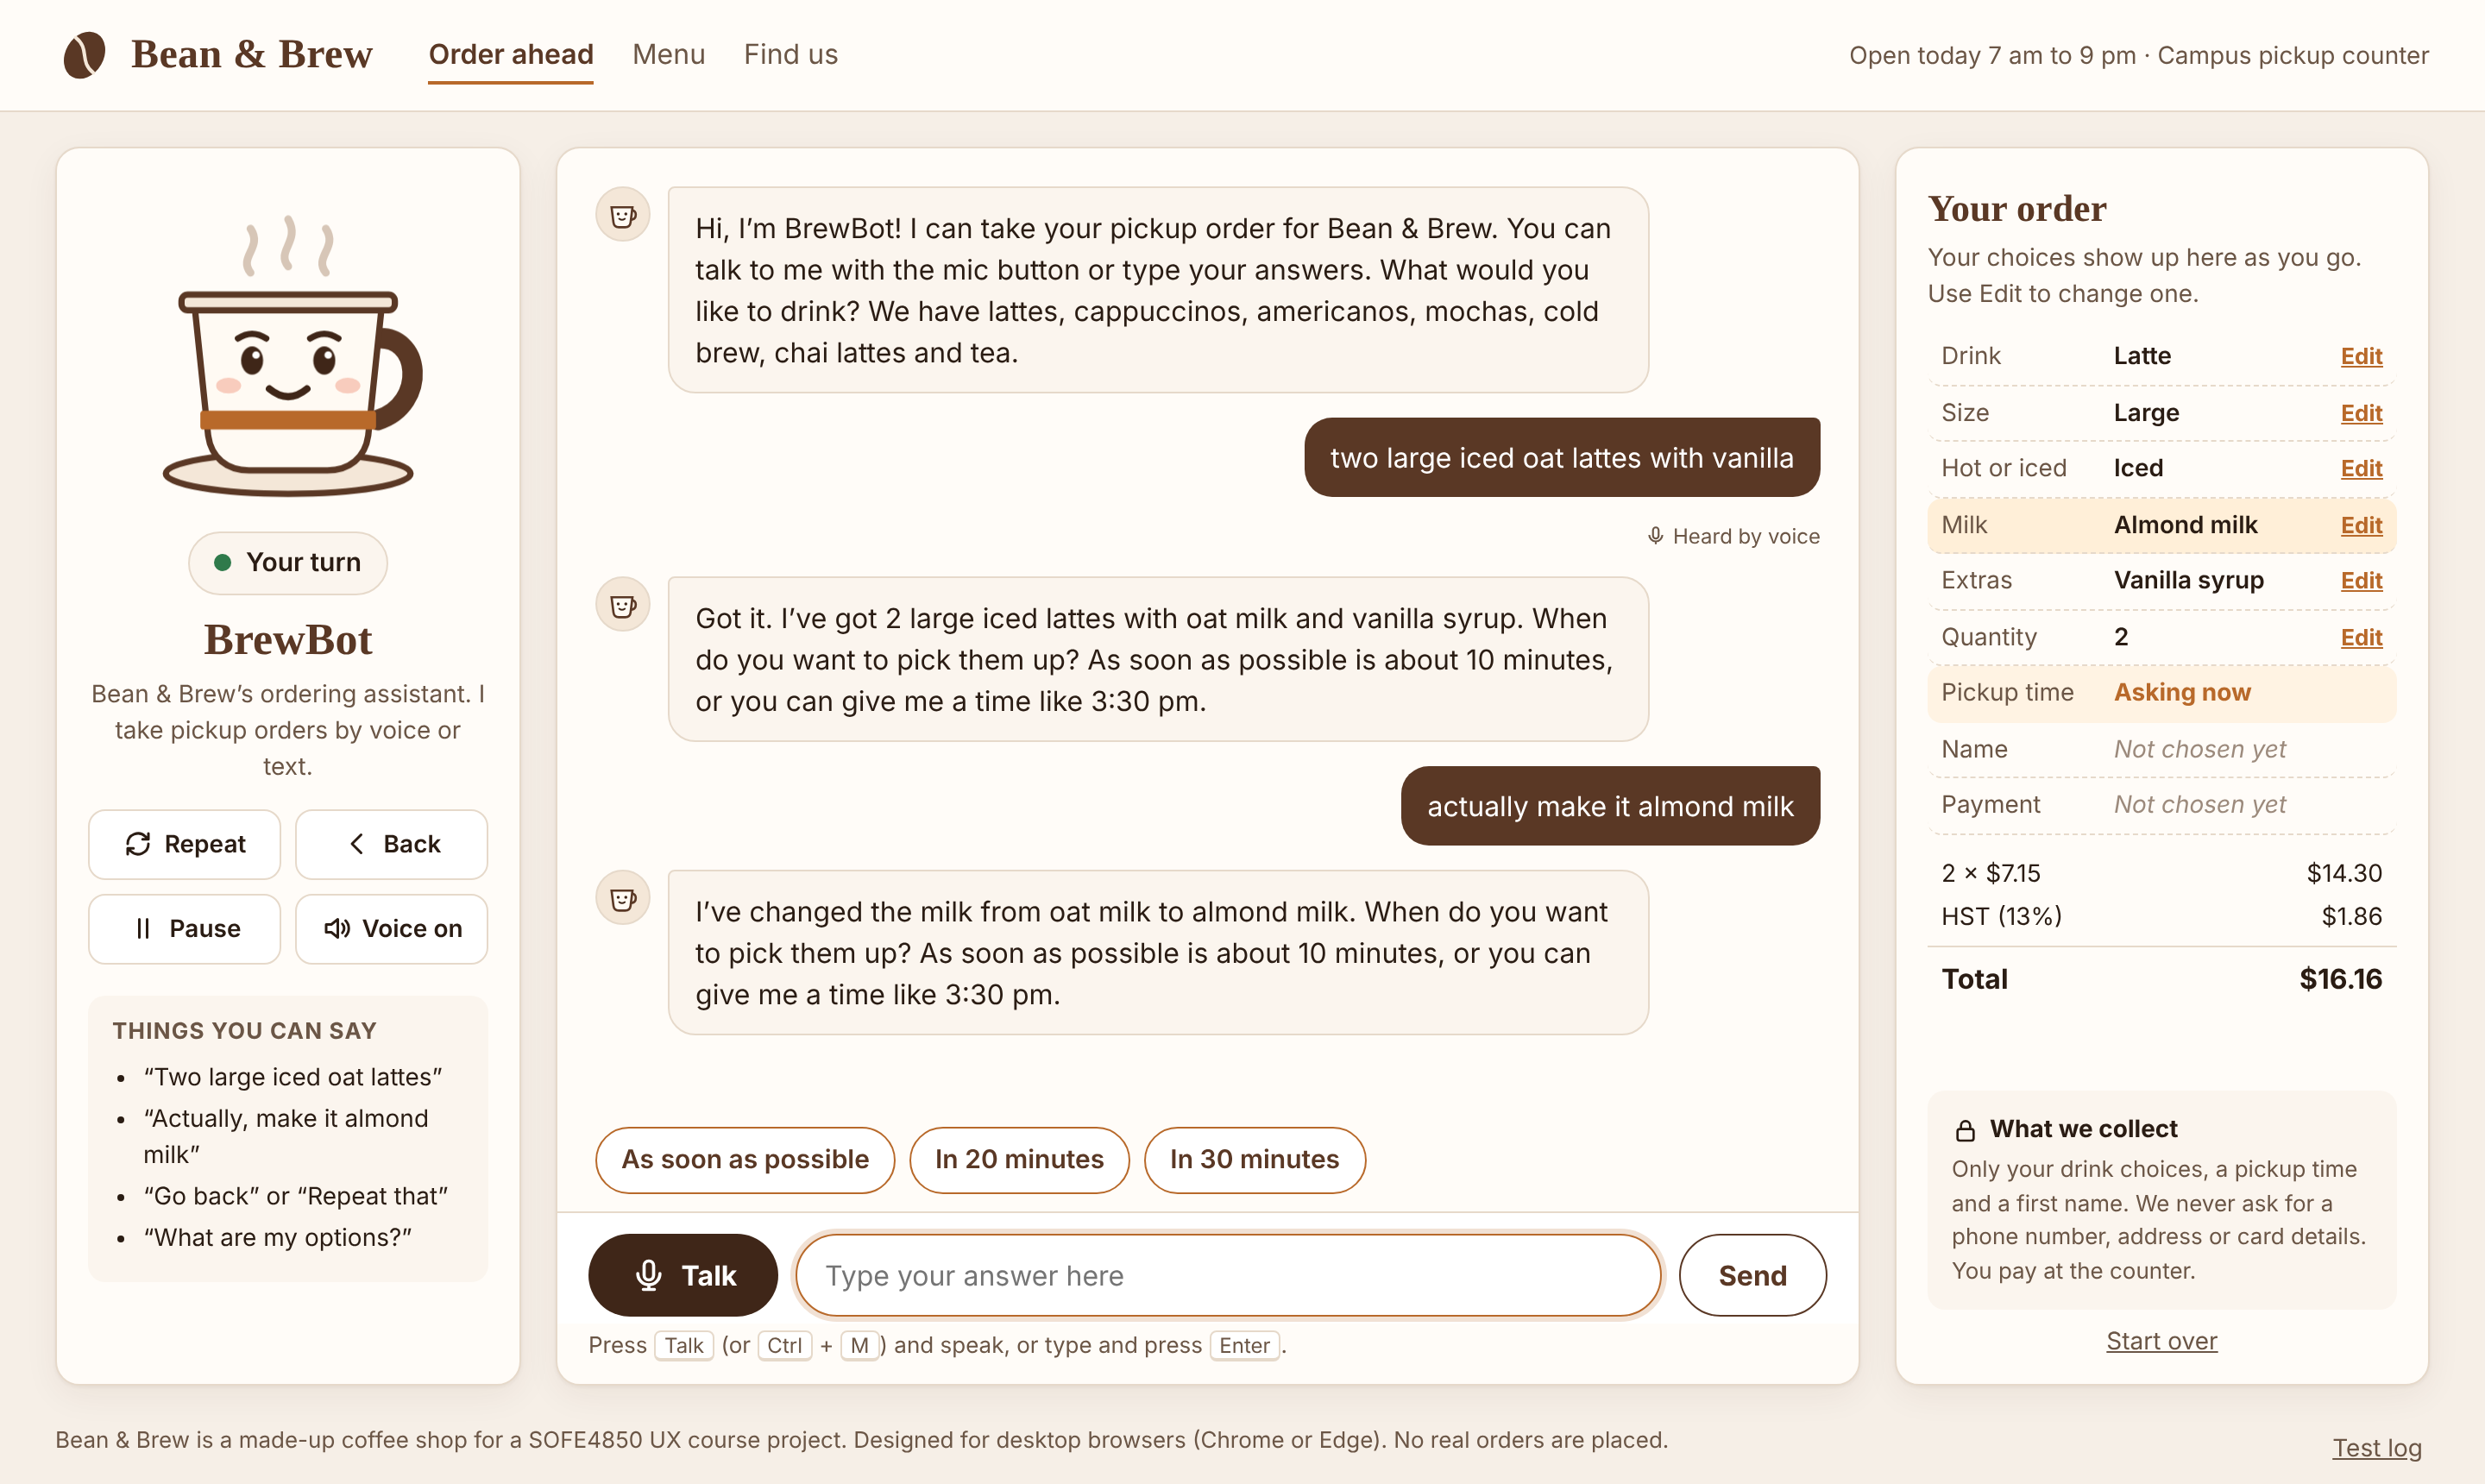 Bean & Brew
Order ahead
Menu
Find us
Open today 7 am to 9 pm · Campus pickup counter
Your turn
BrewBot
Bean & Brew’s ordering assistant. I
take pickup orders by voice or
text.
Repeat
Back
Pause
Voice on
THINGS YOU CAN SAY
• “Two large iced oat lattes”
• “Actually, make it almond
milk”
• “Go back” or “Repeat that”
• “What are my options?”
Hi, I’m BrewBot! I can take your pickup order for Bean & Brew. You can
talk to me with the mic button or type your answers. What would you
like to drink? We have lattes, cappuccinos, americanos, mochas, cold
brew, chai lattes and tea.
two large iced oat lattes with vanilla
Heard by voice
Got it. I’ve got 2 large iced lattes with oat milk and vanilla syrup. When
do you want to pick them up? As soon as possible is about 10 minutes,
or you can give me a time like 3:30 pm.
actually make it almond milk
I’ve changed the milk from oat milk to almond milk. When do you want
to pick them up? As soon as possible is about 10 minutes, or you can
give me a time like 3:30 pm.
As soon as possible
In 20 minutes
In 30 minutes
Talk
Type your answer here
Send
Press Talk (or Ctrl + M) and speak, or type and press Enter.
Your order
Your choices show up here as you go.
Use Edit to change one.
Drink Latte Edit
Size Large Edit
Hot or iced Iced Edit
Milk Almond milk Edit
Extras Vanilla syrup Edit
Quantity 2 Edit
Pickup time Asking now
Name Not chosen yet
Payment Not chosen yet
2 × $7.15 $14.30
HST (13%) $1.86
Total $16.16
What we collect
Only your drink choices, a pickup time
and a first name. We never ask for a
phone number, address or card details.
You pay at the counter.
Start over
Bean & Brew is a made-up coffee shop for a SOFE4850 UX course project. Designed for desktop browsers (Chrome or Edge). No real orders are placed.
Test log